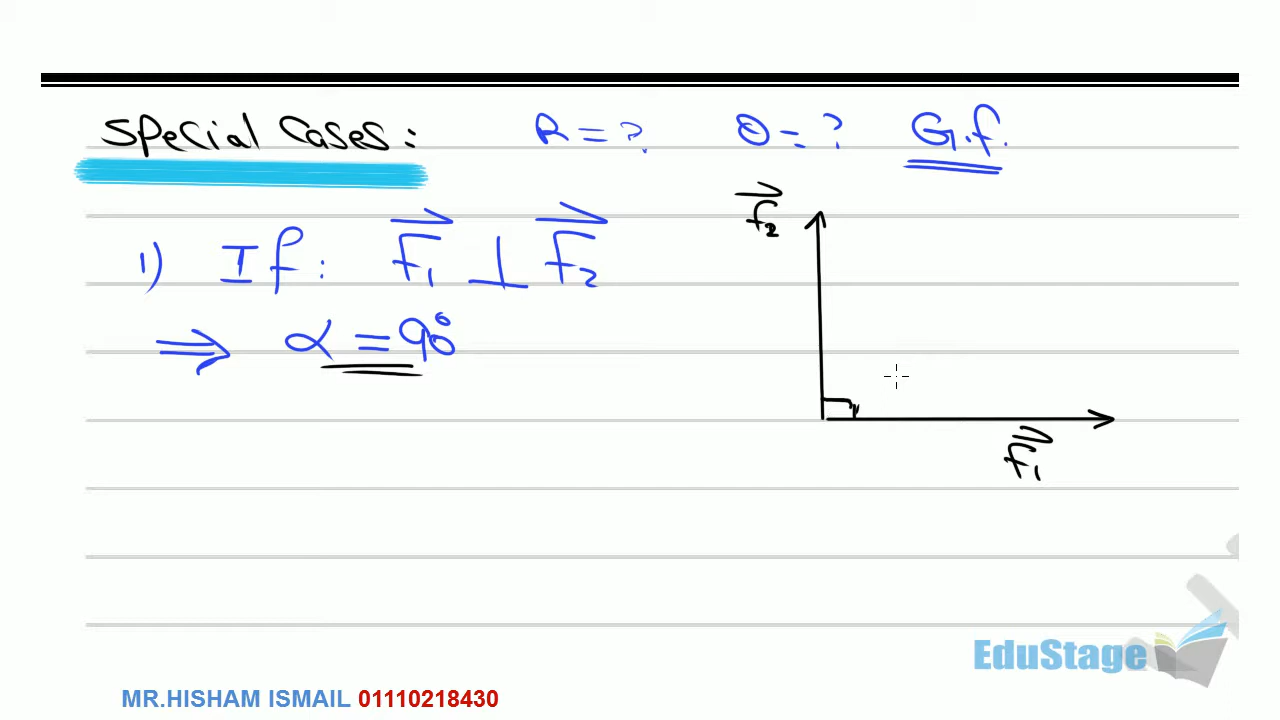 Special Cases: R = ? θ = ? G.f.
1) If: F₁ ⊥ F₂
⇒ α = 90°
f₂
f₁
EduStage
MR.HISHAM ISMAIL 01110218430